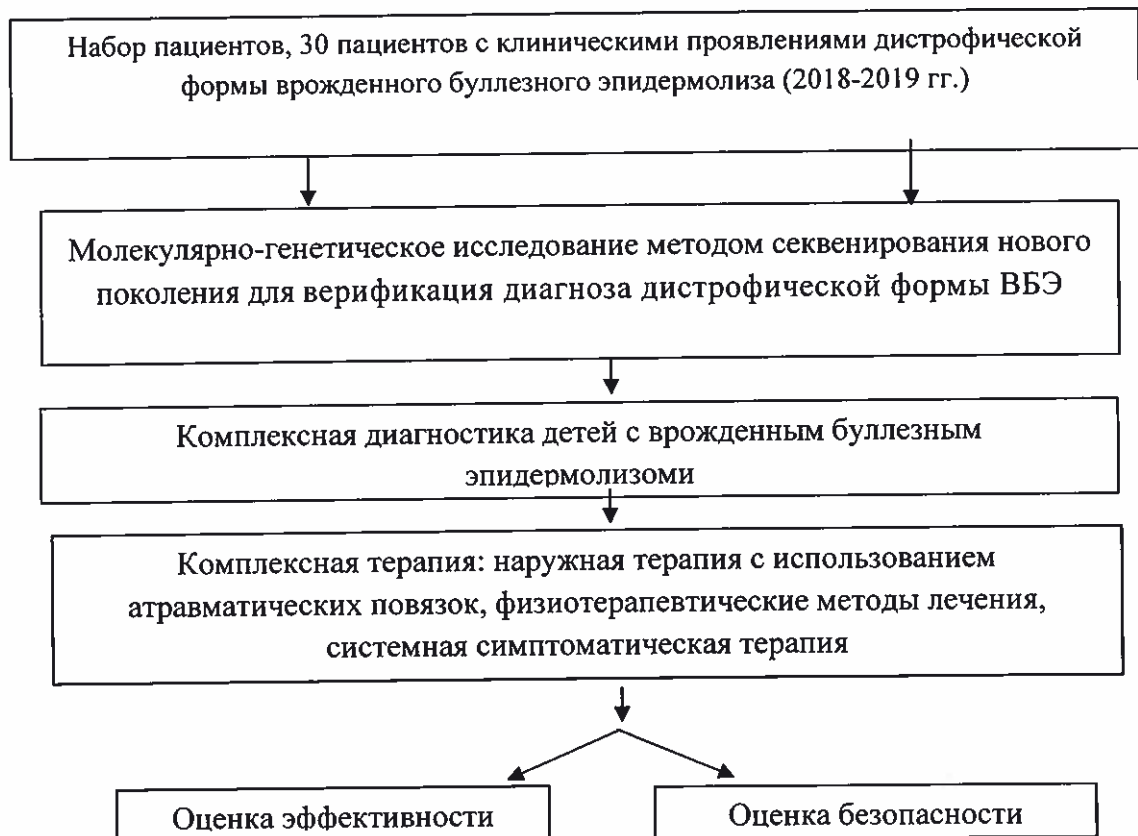 Набор пациентов, 30 пациентов с клиническими проявлениями дистрофической
формы врожденного буллезного эпидермолиза (2018-2019 гг.)
Молекулярно-генетическое исследование методом секвенирования нового
поколения для верификация диагноза дистрофической формы ВБЭ
Комплексная диагностика детей с врожденным буллезным
эпидермолизоми
Комплексная терапия: наружная терапия с использованием
атравматических повязок, физиотерапевтические методы лечения,
системная симптоматическая терапия
Оценка эффективности
Оценка безопасности